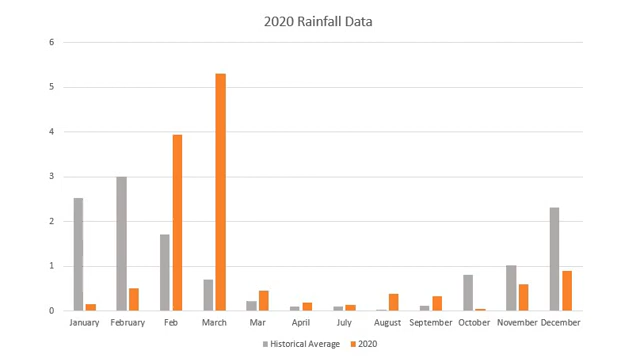 2020 Rainfall Data
6
5
4
3
2
1
0
January February Feb March Mar April July August September October November December
Historical Average 2020